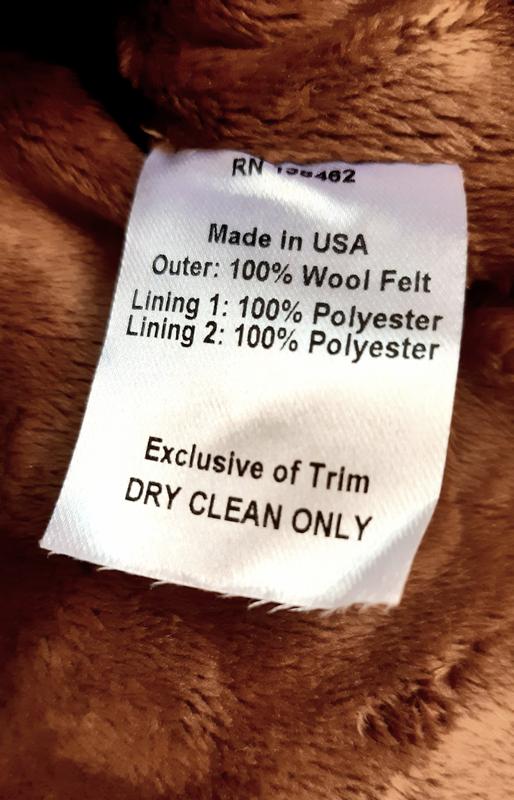 RN
Made in USA
Outer: 100% Wool Felt
Lining 1: 100% Polyester
Lining 2: 100% Polyester
Exclusive of Trim
DRY CLEAN ONLY